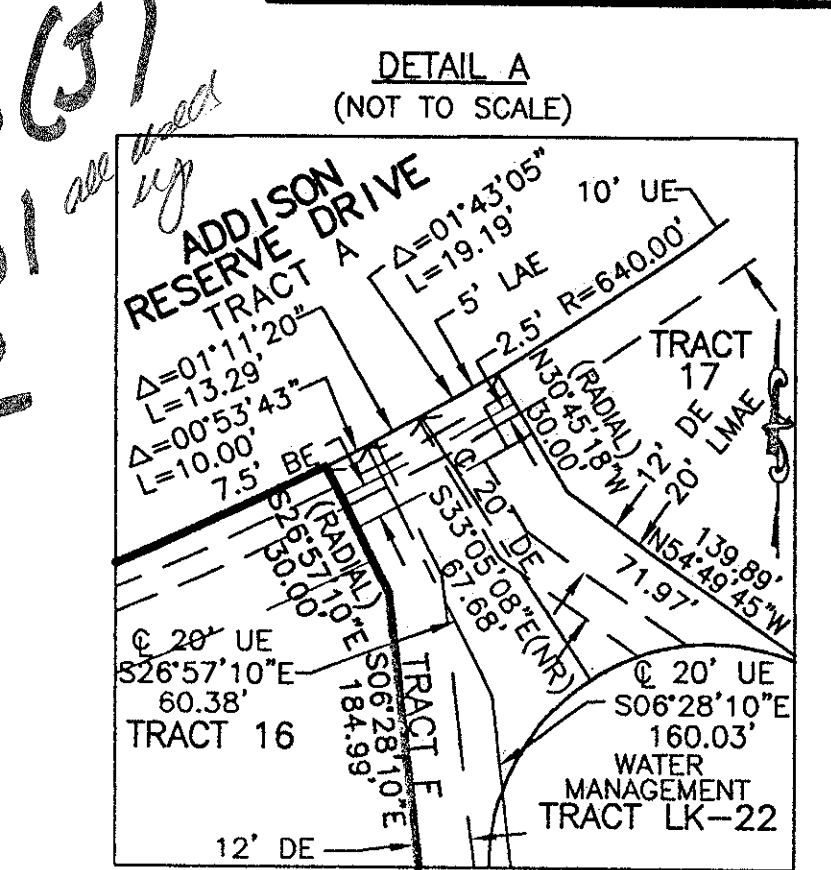 (J)
all
up
DETAIL A
(NOT TO SCALE)
ADDISON
RESERVE DRIVE
TRACT A
Δ=01°43'05"
L=19.19'
10' UE
5' LAE
2.5'
R=640.00'
Δ=01°11'20"
L=13.29'
Δ=00°53'43"
L=10.00'
7.5' BE
N30°45'18"W
(RADIAL)
30.00'
TRACT
17
12' DE
20' LMAE
S26°57'10"E
(RADIAL)
30.00'
℄ 20' DE
S33°05'08"E(NR)
67.68'
139.89'
N54°49'45"W
71.97'
℄ 20' UE
S26°57'10"E
60.38'
TRACT 16
S06°28'10"E
184.99'
TRACT F
℄ 20' UE
S06°28'10"E
160.03'
WATER
MANAGEMENT
TRACT LK-22
12' DE